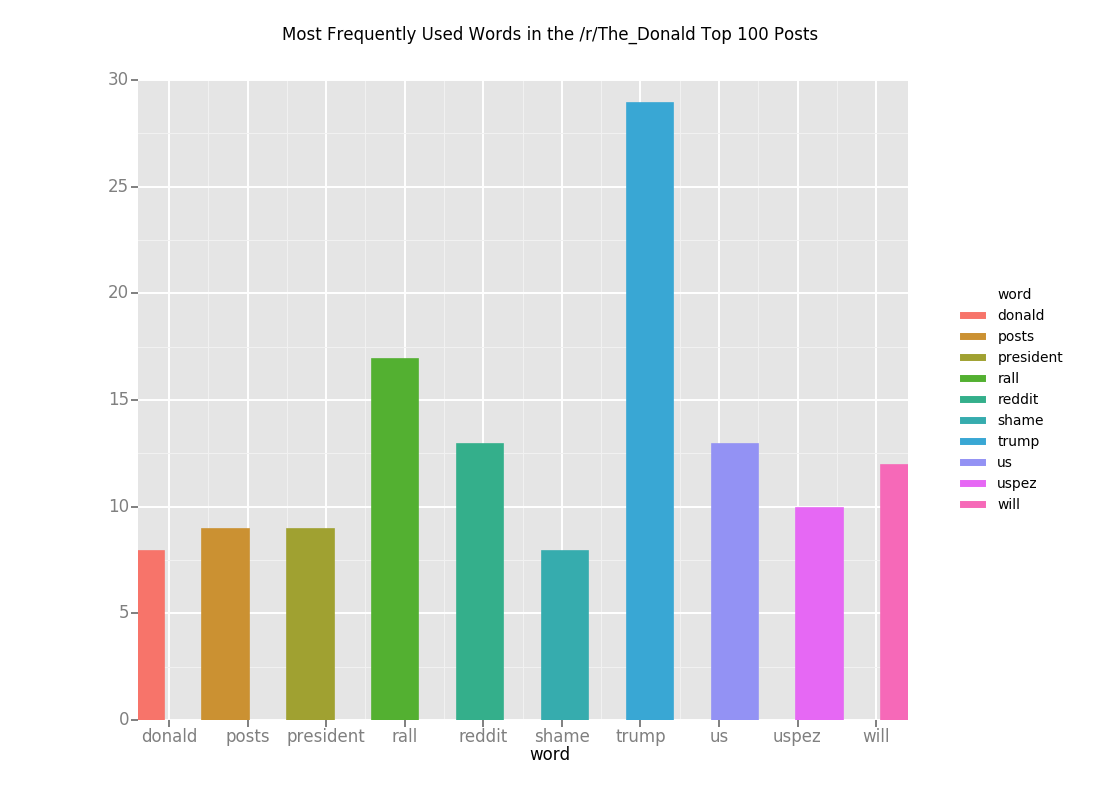 Most Frequently Used Words in the /r/The_Donald Top 100 Posts
30
25
20
15
10
5
0
donald posts president rall reddit shame trump us uspez will
word
word
donald
posts
president
rall
reddit
shame
trump
us
uspez
will